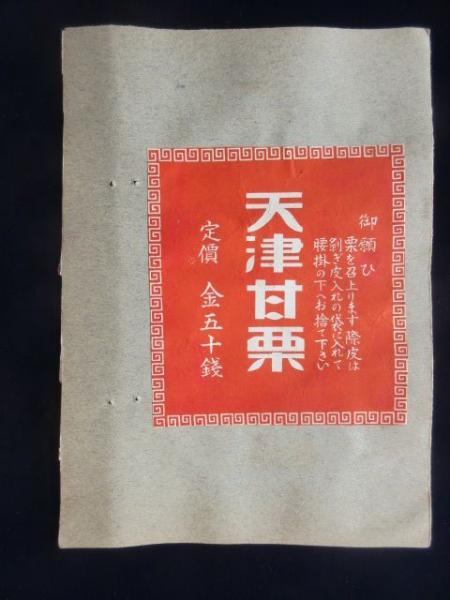 御願ひ
栗を召上ります際皮は
剥ぎ皮入れの袋に入れて
腰掛の下へお捨て下さい
天津甘栗
定價 金五十錢